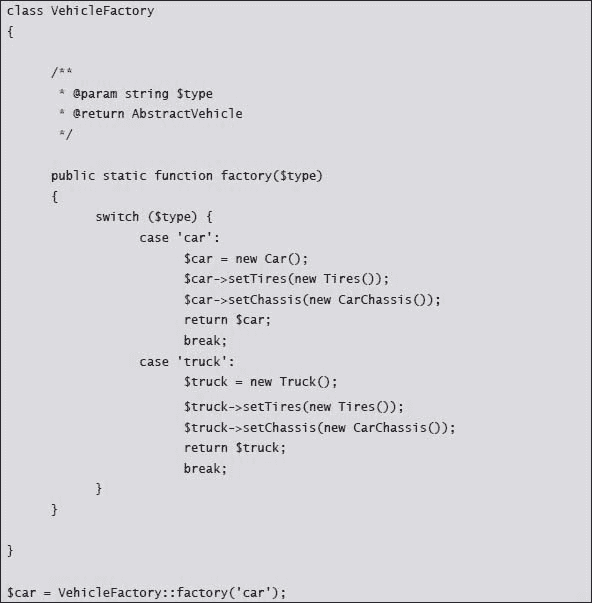 class VehicleFactory
{
/**
* @param string $type
* @return AbstractVehicle
*/
public static function factory($type)
{
switch ($type) {
case 'car':
$car = new Car();
$car->setTires(new Tires());
$car->setChassis(new CarChassis());
return $car;
break;
case 'truck':
$truck = new Truck();
$truck->setTires(new Tires());
$truck->setChassis(new CarChassis());
return $truck;
break;
}
}
}
$car = VehicleFactory::factory('car');